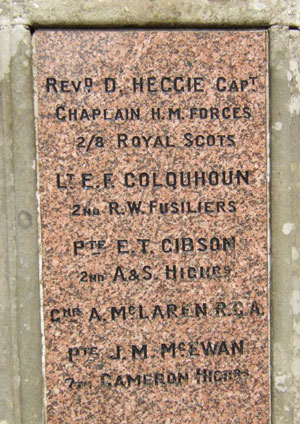 REVD D. HEGGIE CAPT.
CHAPLAIN H.M. FORCES
2/8 ROYAL SCOTS
LT E.F. COLQUHOUN
2ND R.W. FUSILIERS
PTE E.T. GIBSON
2ND A&S. HIGHRS
GNR A. MCLAREN R.G.A.
PTE J.M. MCEWAN
7TH CAMERON HIGHRS